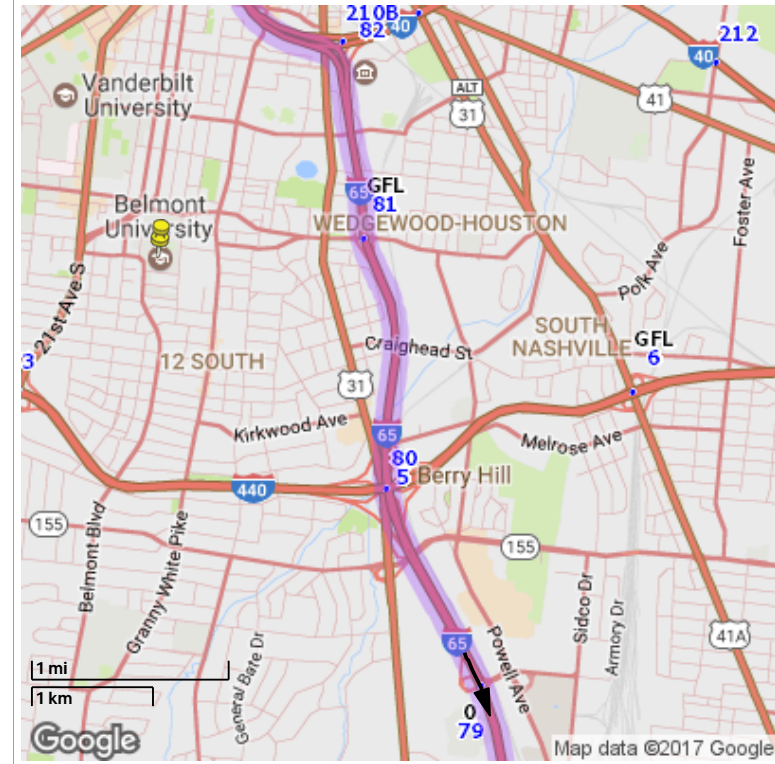 210B
82
40
212
40
Vanderbilt
University
ALT
31
41
65
GFL
81
Belmont
University
WEDGEWOOD-HOUSTON
Foster Ave
Polk Ave
21st Ave S
3
12 SOUTH
Craighead St
SOUTH
NASHVILLE
GFL
6
31
Kirkwood Ave
65
Melrose Ave
80
5
Berry Hill
440
155
155
Belmont Blvd
Granny White Pike
General Bate Dr
Sidco Dr
Armory Dr
41A
65
Powell Ave
1 mi
1 km
0
79
Google
Map data ©2017 Google